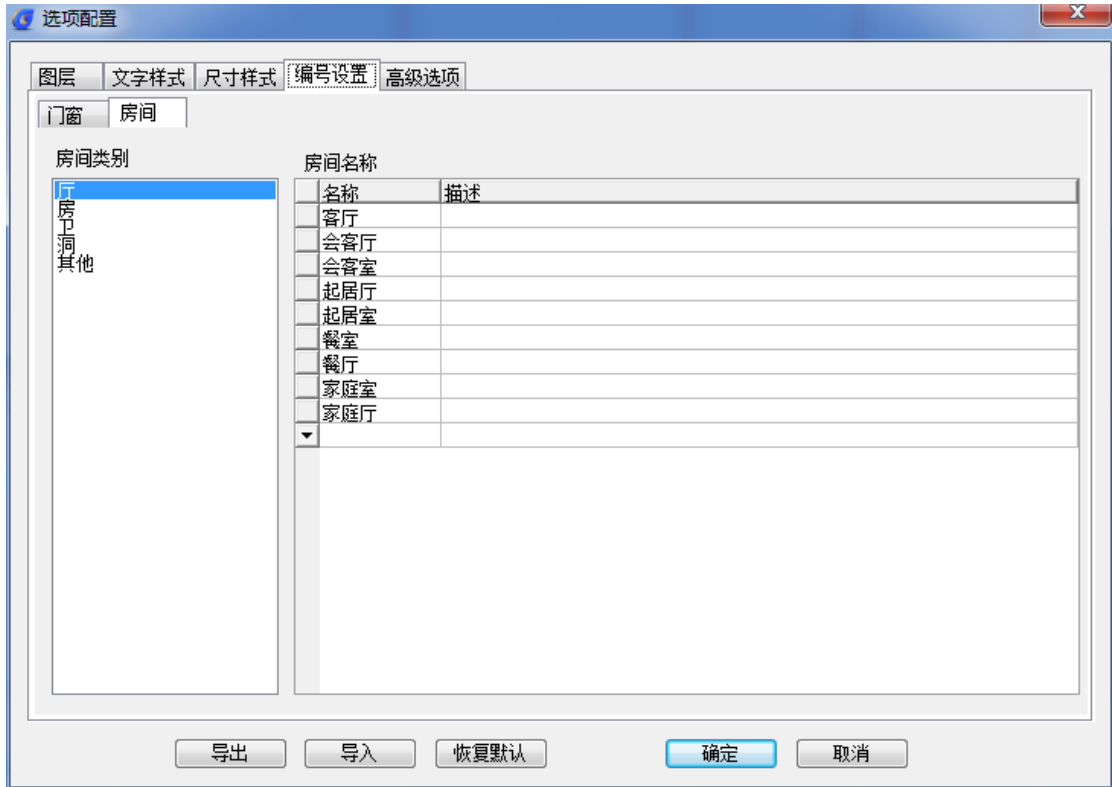 选项配置
图层 文字样式 尺寸样式 编号设置 高级选项
门窗 房间
房间类别
厅
房
卫
洞
其他
房间名称
名称 描述
客厅
会客厅
会客室
起居厅
起居室
餐室
餐厅
家庭室
家庭厅
导出 导入 恢复默认 确定 取消